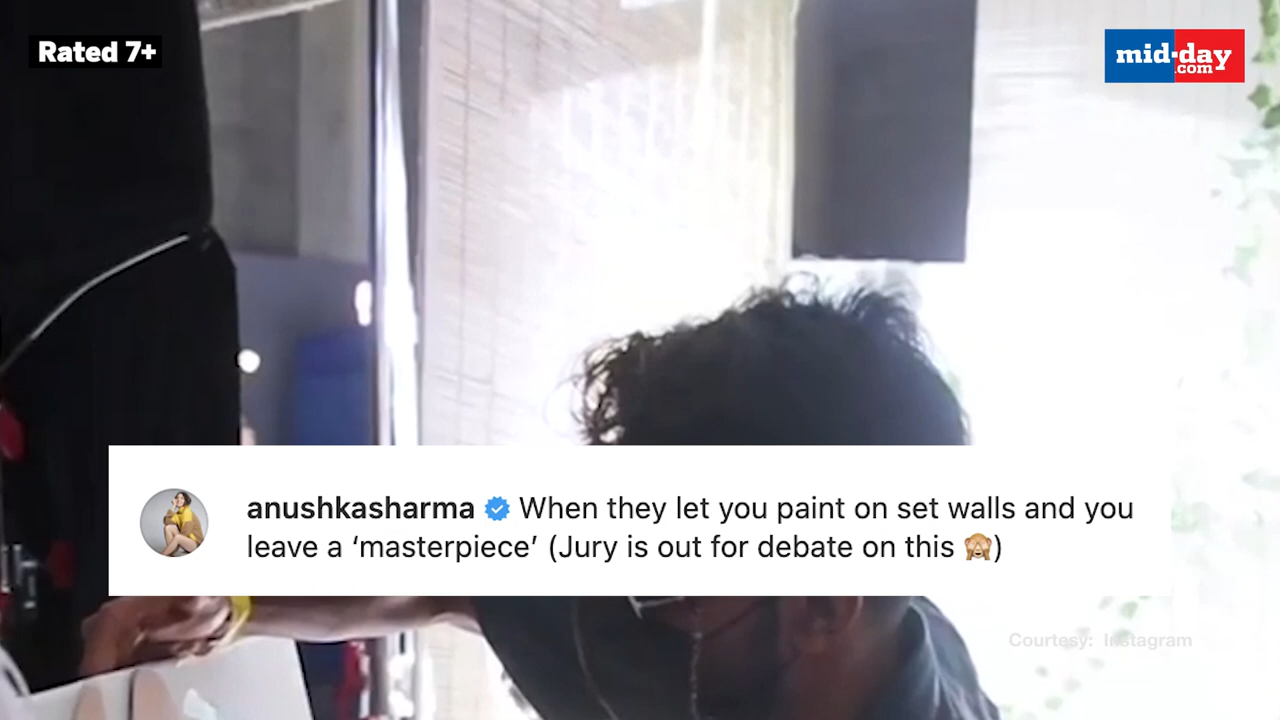 Rated 7+
mid-day
.com
anushkasharma When they let you paint on set walls and you
leave a ‘masterpiece’ (Jury is out for debate on this 🙈)
Courtesy: Instagram